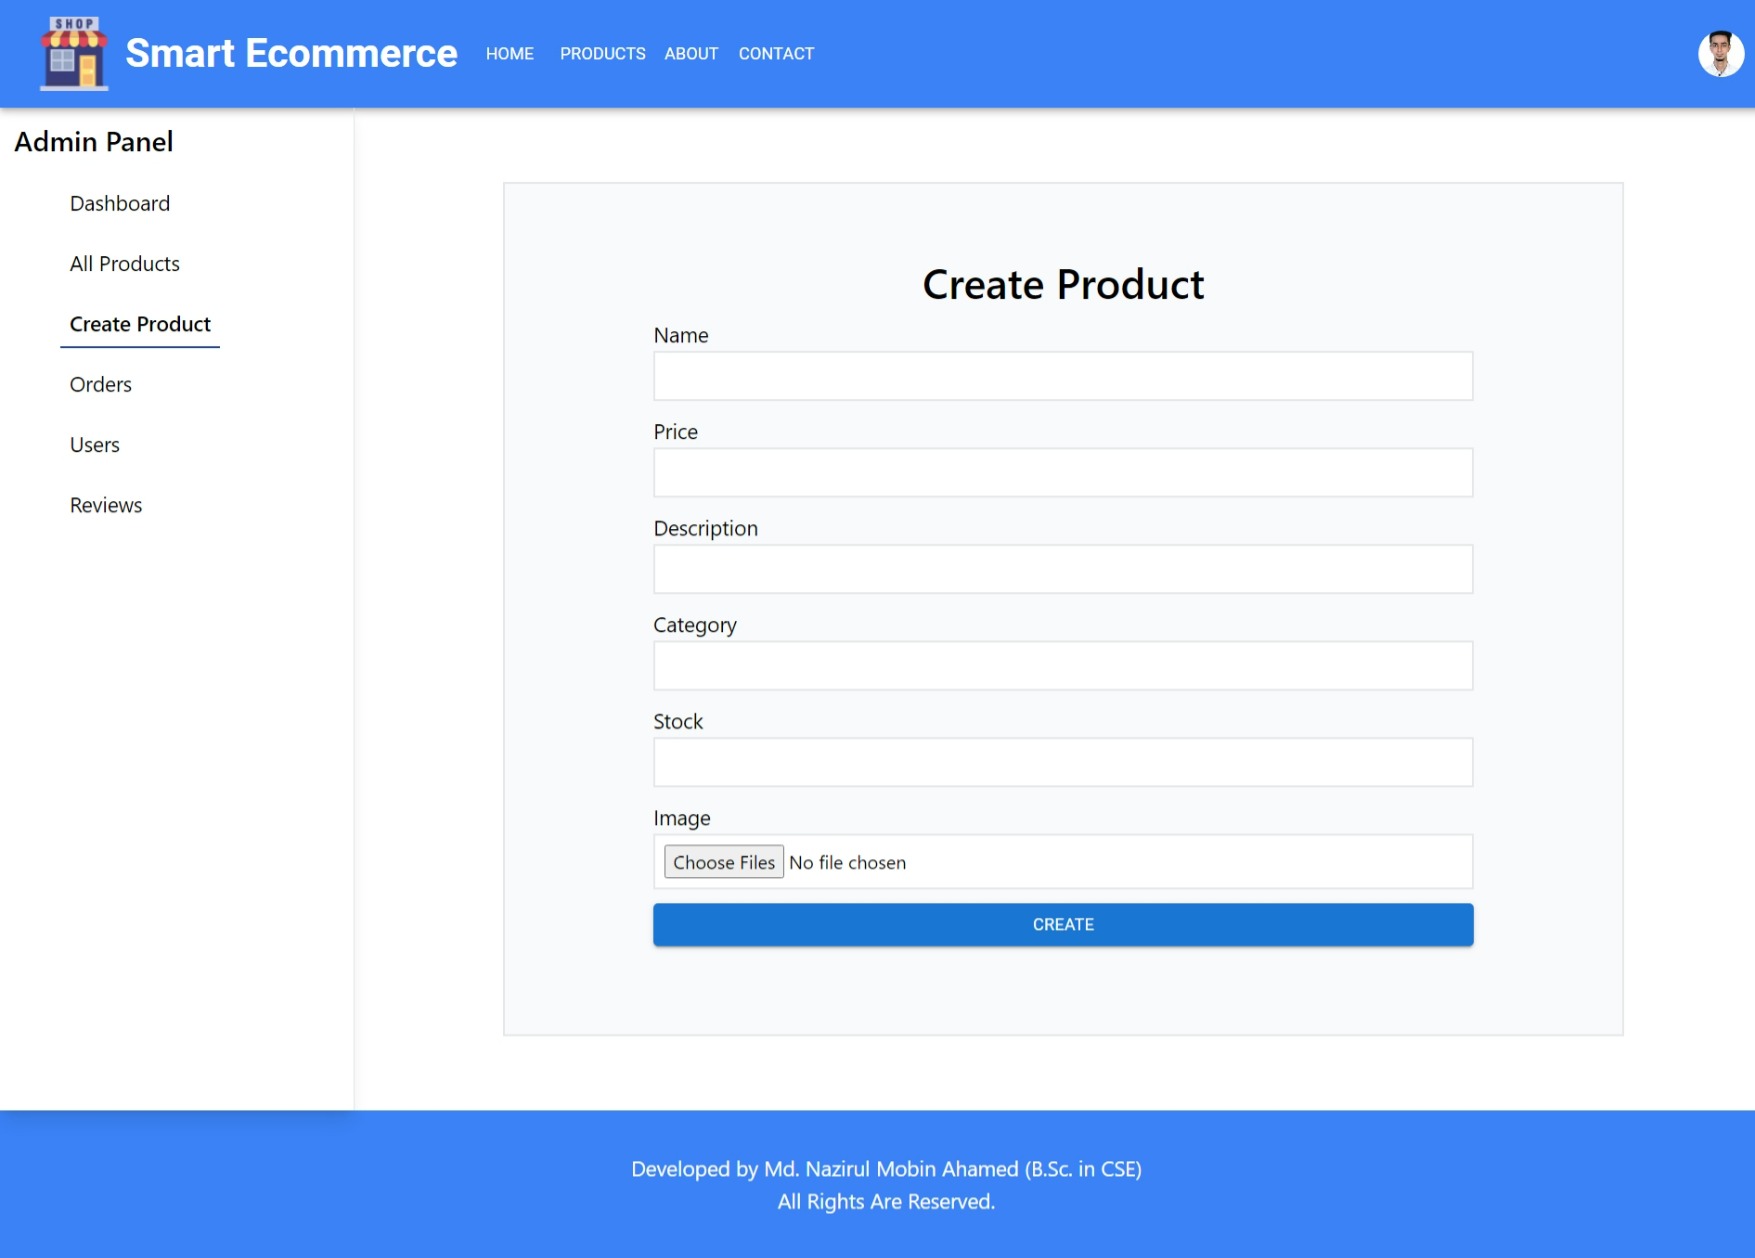 SHOP
Smart Ecommerce
HOME PRODUCTS ABOUT CONTACT
Admin Panel
Dashboard
All Products
Create Product
Orders
Users
Reviews
Create Product
Name
Price
Description
Category
Stock
Image
Choose Files No file chosen
CREATE
Developed by Md. Nazirul Mobin Ahamed (B.Sc. in CSE)
All Rights Are Reserved.